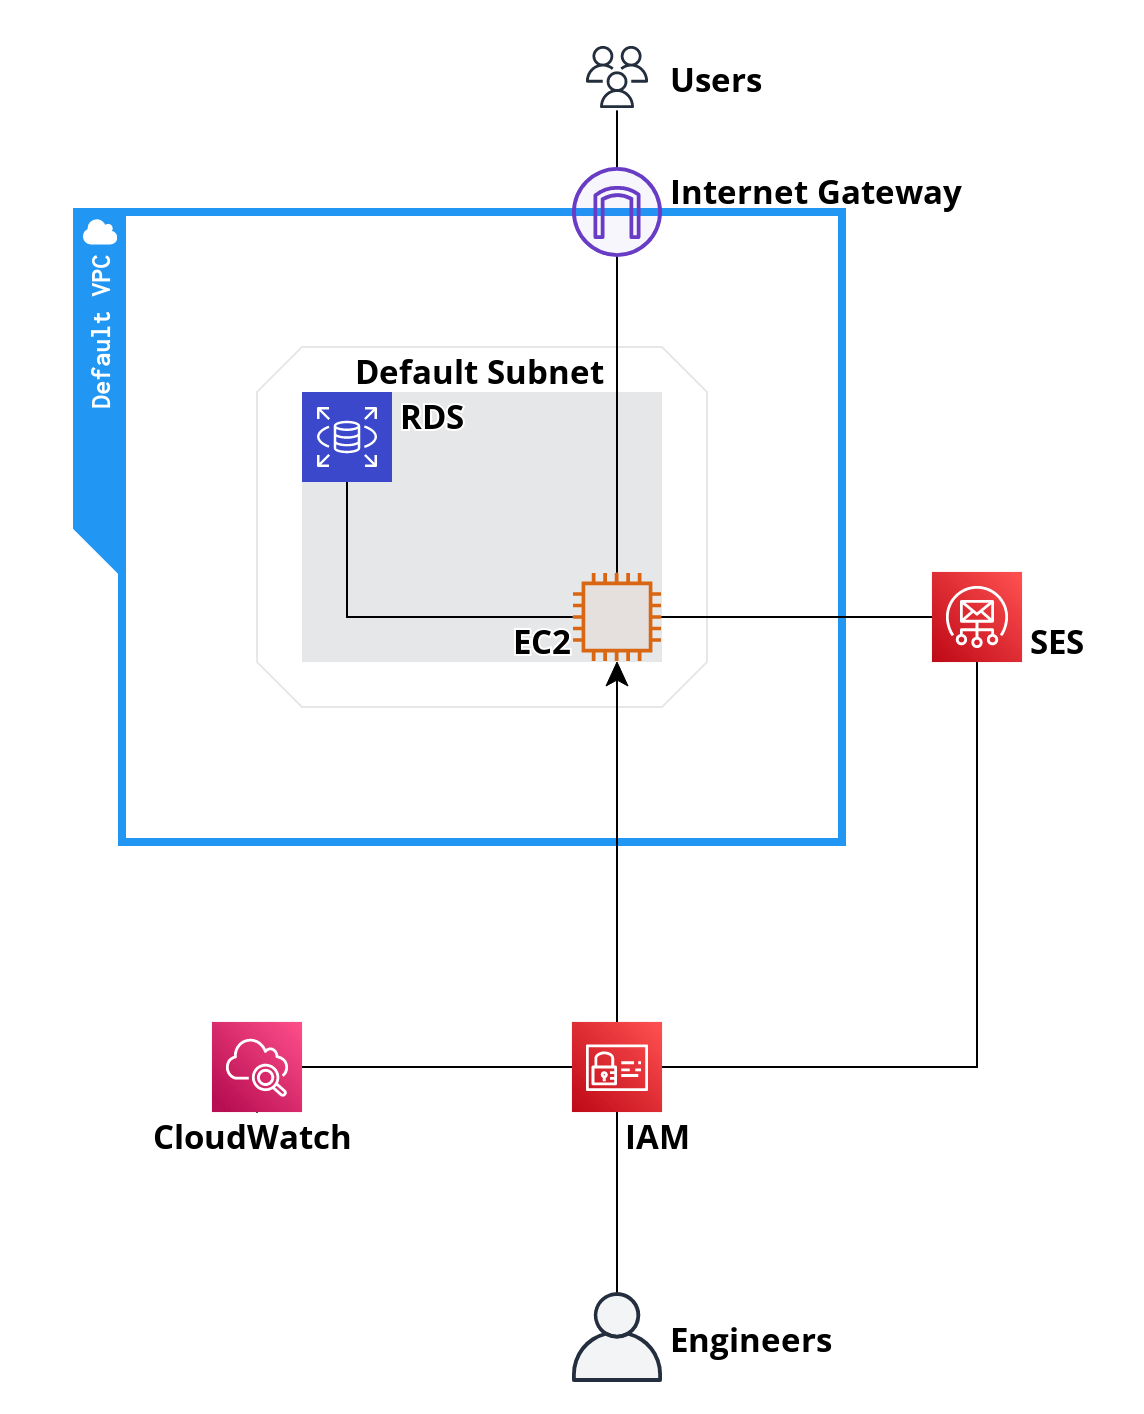 Users
Internet Gateway
Default VPC
Default Subnet
RDS
EC2
SES
CloudWatch
IAM
Engineers